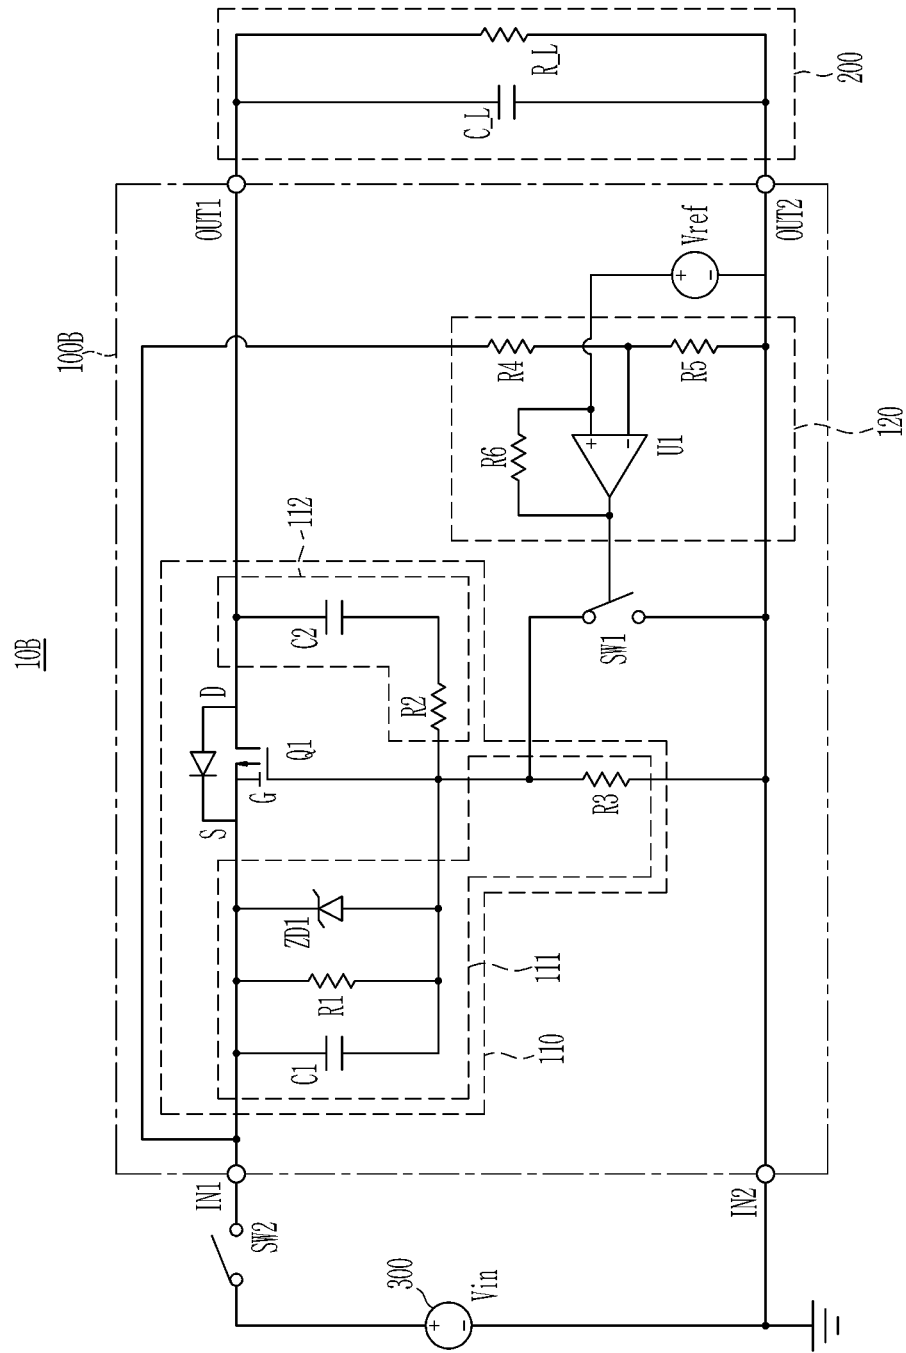 10B
100B
IN1
SW2
300
Vin
+
-
IN2
110
111
112
C1
R1
ZD1
S
G
D
Q1
R2
C2
R3
SW1
R6
U1
+
-
R4
R5
120
Vref
+
-
OUT1
OUT2
C_L
R_L
200